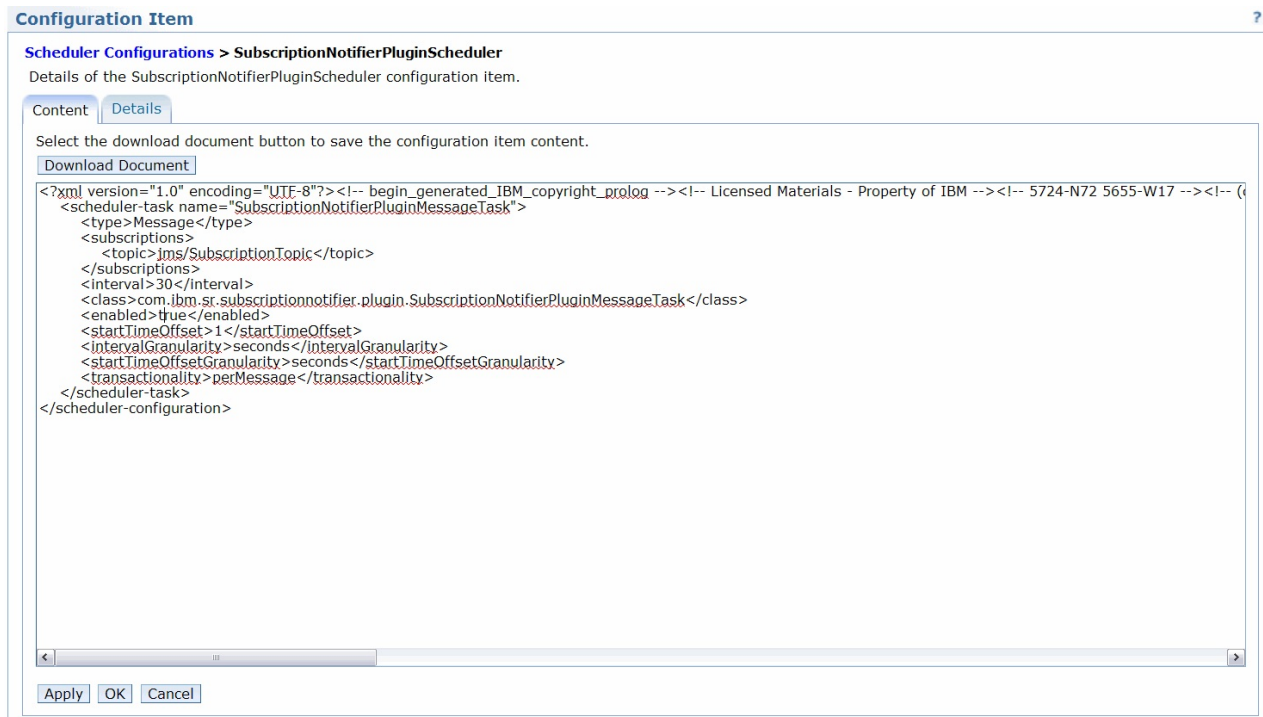 Configuration Item ?
Scheduler Configurations > SubscriptionNotifierPluginScheduler
Details of the SubscriptionNotifierPluginScheduler configuration item.
Content Details
Select the download document button to save the configuration item content.
Download Document
<?xml version="1.0" encoding="UTF-8"?><!-- begin_generated_IBM_copyright_prolog --><!-- Licensed Materials - Property of IBM --><!-- 5724-N72 5655-W17 --><!-- (
<scheduler-task name="SubscriptionNotifierPluginMessageTask">
<type>Message</type>
<subscriptions>
<topic>jms/SubscriptionTopic</topic>
</subscriptions>
<interval>30</interval>
<class>com.ibm.sr.subscriptionnotifier.plugin.SubscriptionNotifierPluginMessageTask</class>
<enabled>true</enabled>
<startTimeOffset>1</startTimeOffset>
<intervalGranularity>seconds</intervalGranularity>
<startTimeOffsetGranularity>seconds</startTimeOffsetGranularity>
<transactionality>perMessage</transactionality>
</scheduler-task>
</scheduler-configuration>
Apply OK Cancel